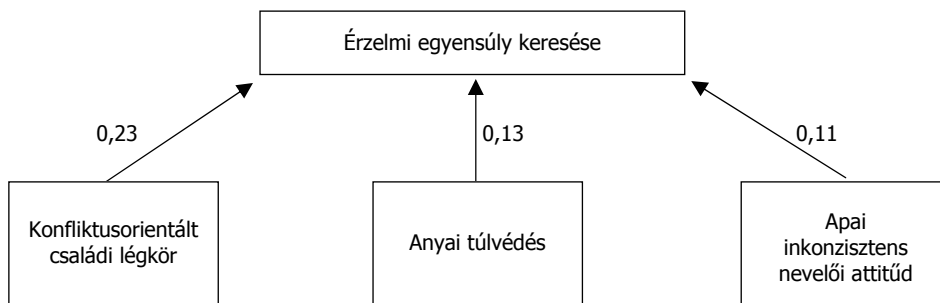 Érzelmi egyensúly keresése
0,23
0,13
0,11
Konfliktusorientált
családi légkör
Anyai túlvédés
Apai
inkonzisztens
nevelői attitűd